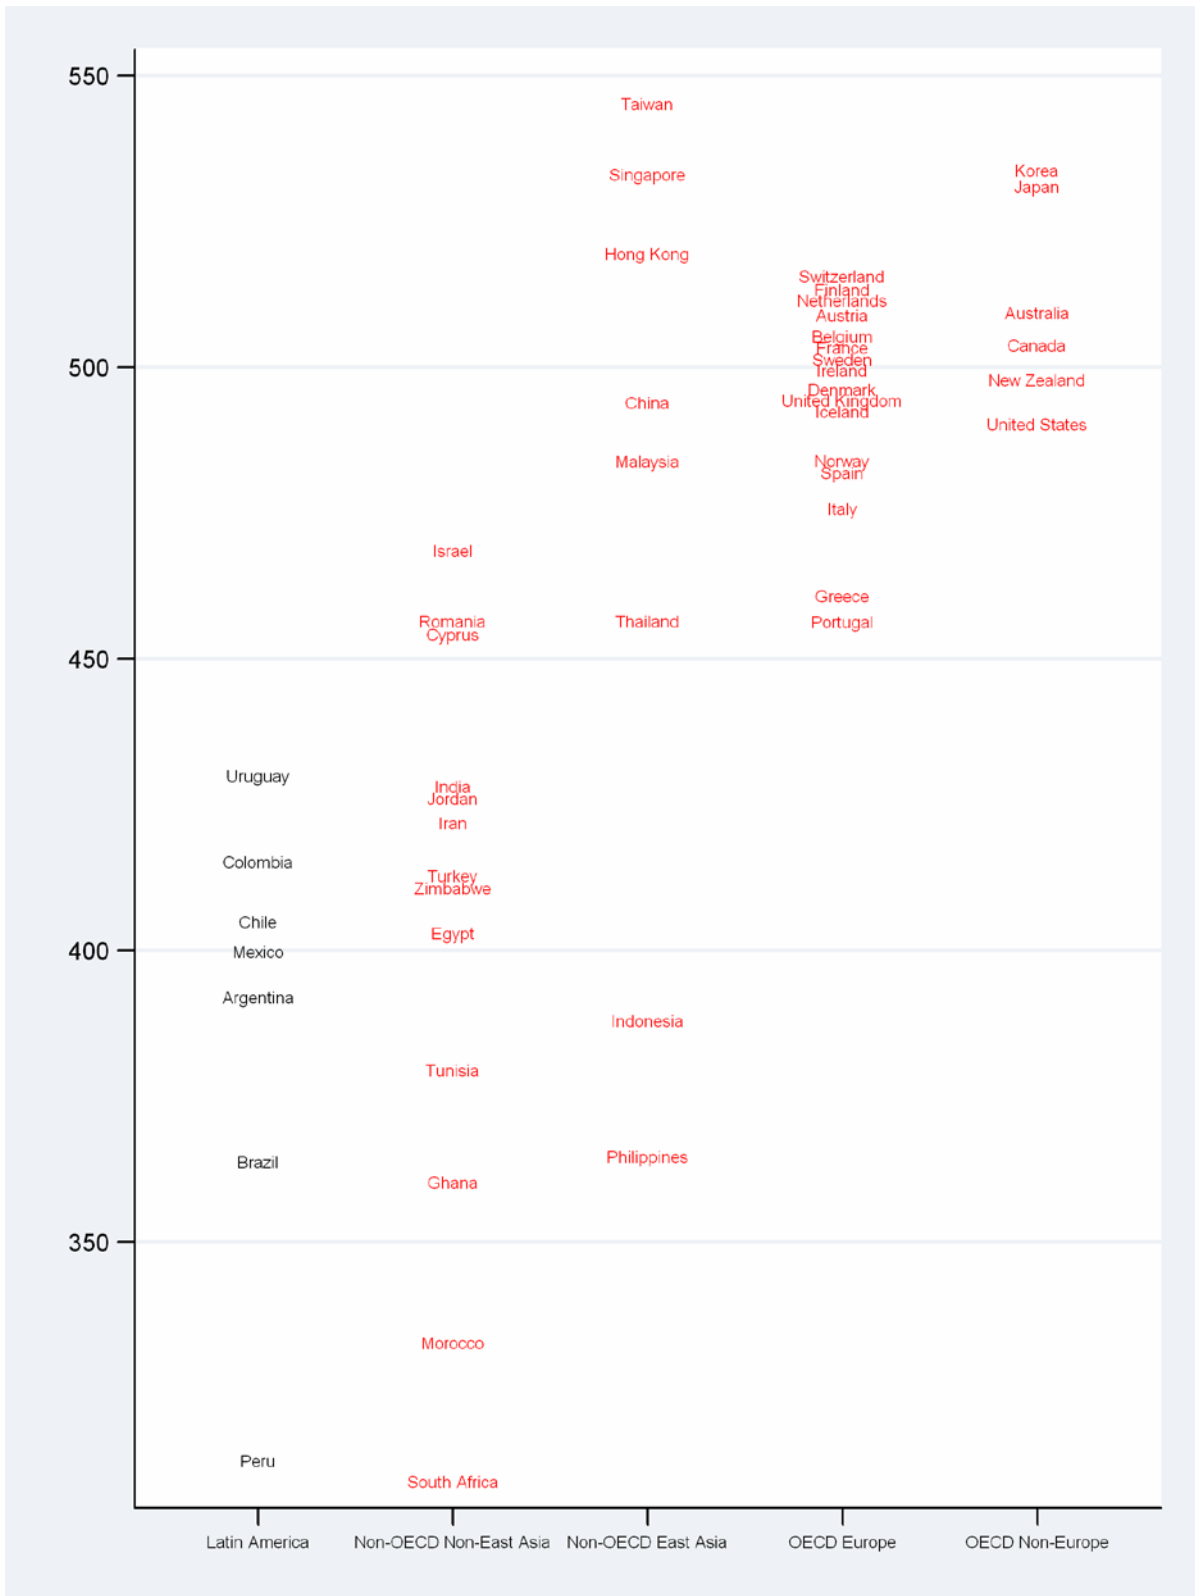 550
Taiwan
Singapore
Korea
Japan
Hong Kong
Switzerland
Finland
Netherlands
Austria
Australia
Belgium
France
Canada
Sweden
500
Ireland
New Zealand
Denmark
United Kingdom
China
Iceland
United States
Malaysia
Norway
Spain
Italy
Israel
Greece
Romania
Thailand
Portugal
Cyprus
450
Uruguay
India
Jordan
Iran
Colombia
Turkey
Zimbabwe
Chile
Egypt
400
Mexico
Argentina
Indonesia
Tunisia
Brazil
Philippines
Ghana
350
Morocco
Peru
South Africa
Latin America
Non-OECD Non-East Asia
Non-OECD East Asia
OECD Europe
OECD Non-Europe